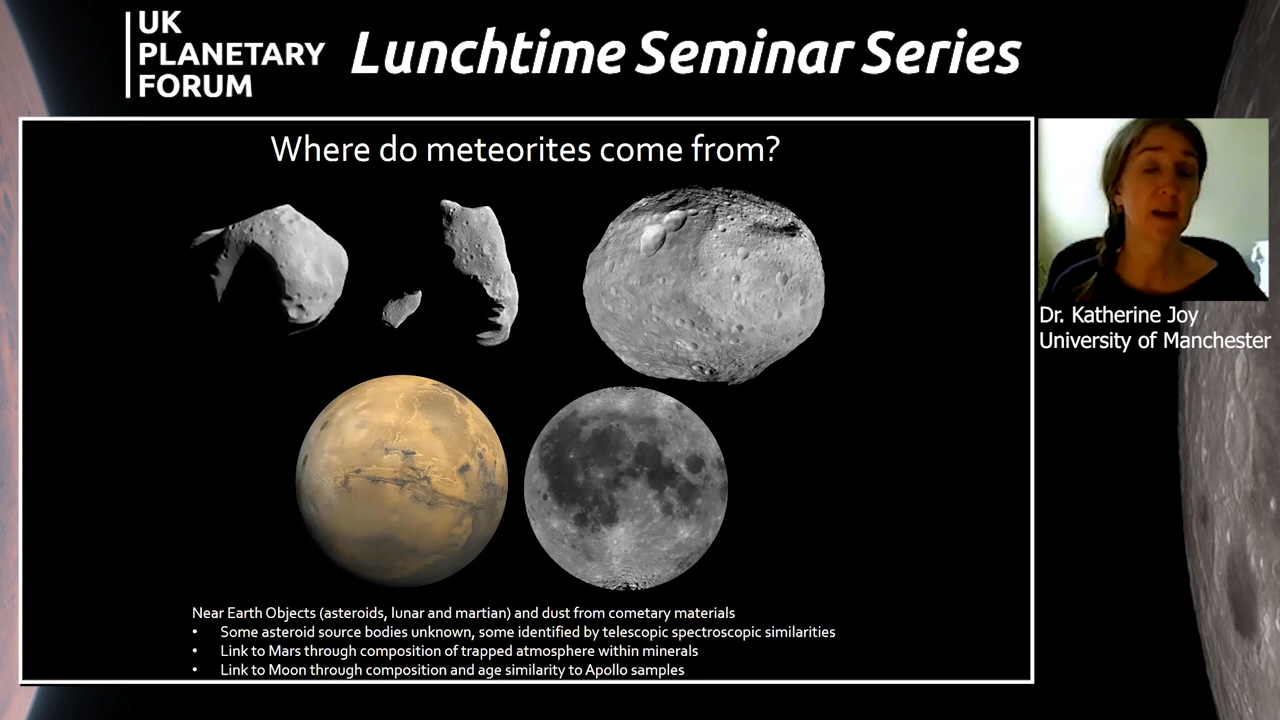 UK
PLANETARY
FORUM
Lunchtime Seminar Series
Where do meteorites come from?
Dr. Katherine Joy
University of Manchester
Near Earth Objects (asteroids, lunar and martian) and dust from cometary materials
• Some asteroid source bodies unknown, some identified by telescopic spectroscopic similarities
• Link to Mars through composition of trapped atmosphere within minerals
• Link to Moon through composition and age similarity to Apollo samples